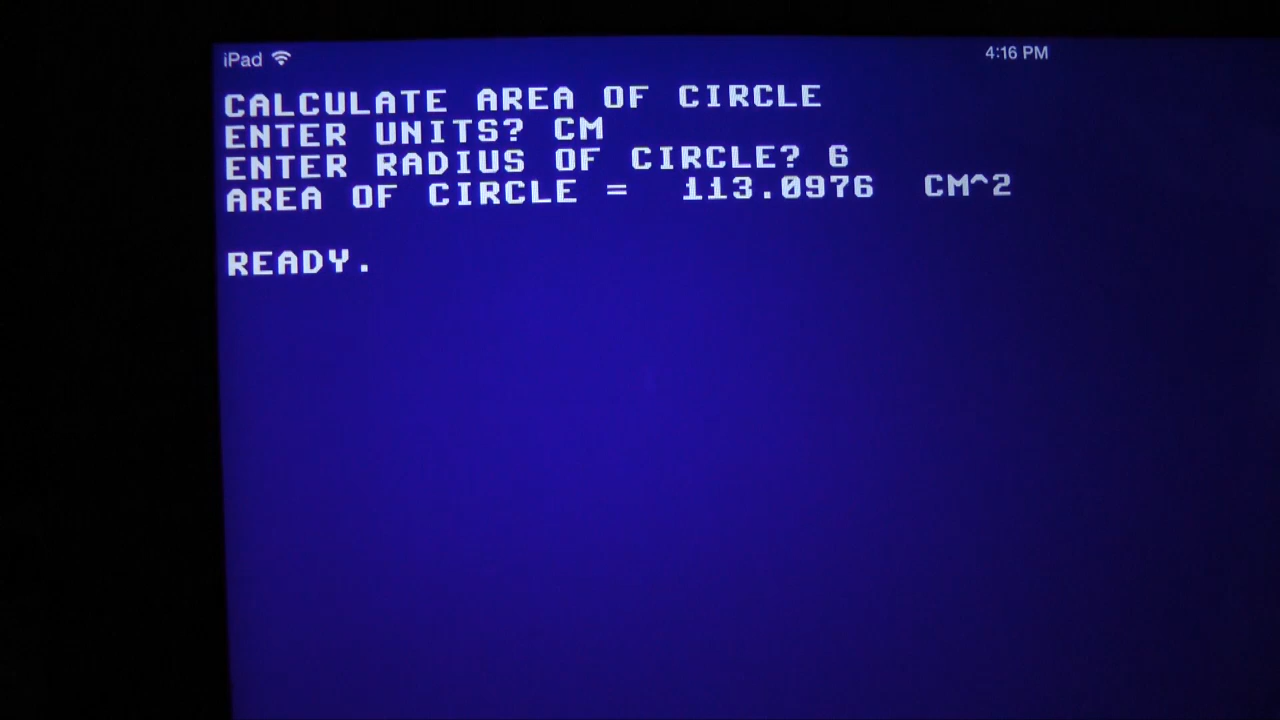 iPad 4:16 PM
CALCULATE AREA OF CIRCLE
ENTER UNITS? CM
ENTER RADIUS OF CIRCLE? 6
AREA OF CIRCLE = 113.0976 CM^2
READY.